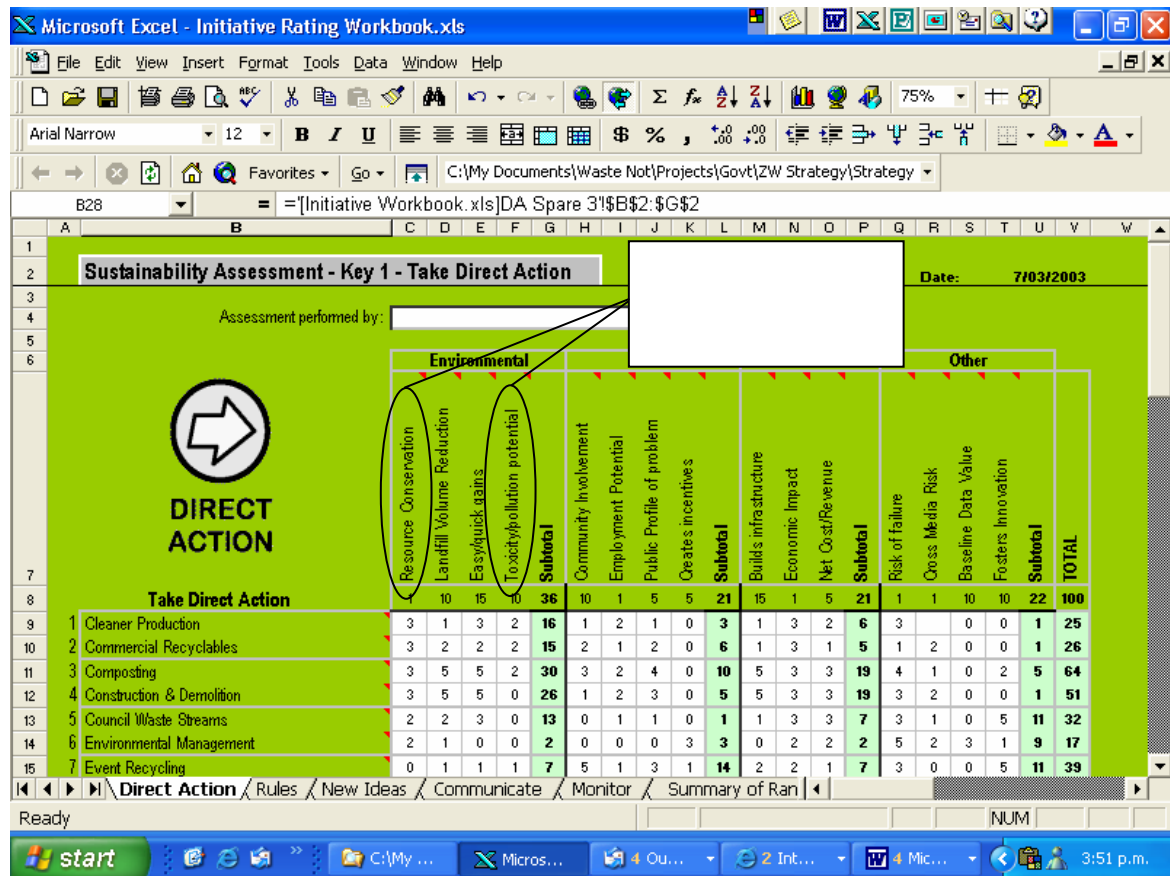 Microsoft Excel - Initiative Rating Workbook.xls
File Edit View Insert Format Tools Data Window Help
75%
Arial Narrow 12 B I U $ % ,
Favorites Go C:\My Documents\Waste Not\Projects\Govt\ZW Strategy\Strategy
B28 = ='[Initiative Workbook.xls]DA Spare 3'!$B$2:$G$2
A B C D E F G H I J K L M N O P Q R S T U V W
1
2 Sustainability Assessment - Key 1 - Take Direct Action Date: 7/03/2003
3
4 Assessment performed by:
5
6 Environmental Other
DIRECT
ACTION
7 Resource Conservation Landfill Volume Reduction Easy/quick gains Toxicity/pollution potential Subtotal Community Involvement Employment Potential Public Profile of problem Creates incentives Subtotal Builds infrastructure Economic Impact Net Cost/Revenue Subtotal Risk of failure Cross Media Risk Baseline Data Value Fosters Innovation Subtotal TOTAL
8 Take Direct Action 1 10 15 10 36 10 1 5 5 21 15 1 5 21 1 1 10 10 22 100
9 1 Cleaner Production 3 1 3 2 16 1 2 1 0 3 1 3 2 6 3 0 0 1 25
10 2 Commercial Recyclables 3 2 2 2 15 2 1 2 0 6 1 3 1 5 1 2 0 0 1 26
11 3 Composting 3 5 5 2 30 3 2 4 0 10 5 3 3 19 4 1 0 2 5 64
12 4 Construction & Demolition 3 5 5 0 26 1 2 3 0 5 5 3 3 19 3 2 0 0 1 51
13 5 Council Waste Streams 2 2 3 0 13 0 1 1 0 1 1 3 3 7 3 1 0 5 11 32
14 6 Environmental Management 2 1 0 0 2 0 0 0 3 3 0 2 2 2 5 2 3 1 9 17
15 7 Event Recycling 0 1 1 1 7 5 1 3 1 14 2 2 1 7 3 0 0 5 11 39
Direct Action Rules New Ideas Communicate Monitor Summary of Ran
Ready NUM
start C:\My ... Micros... 4 Ou... 2 Int... 4 Mic... 3:51 p.m.